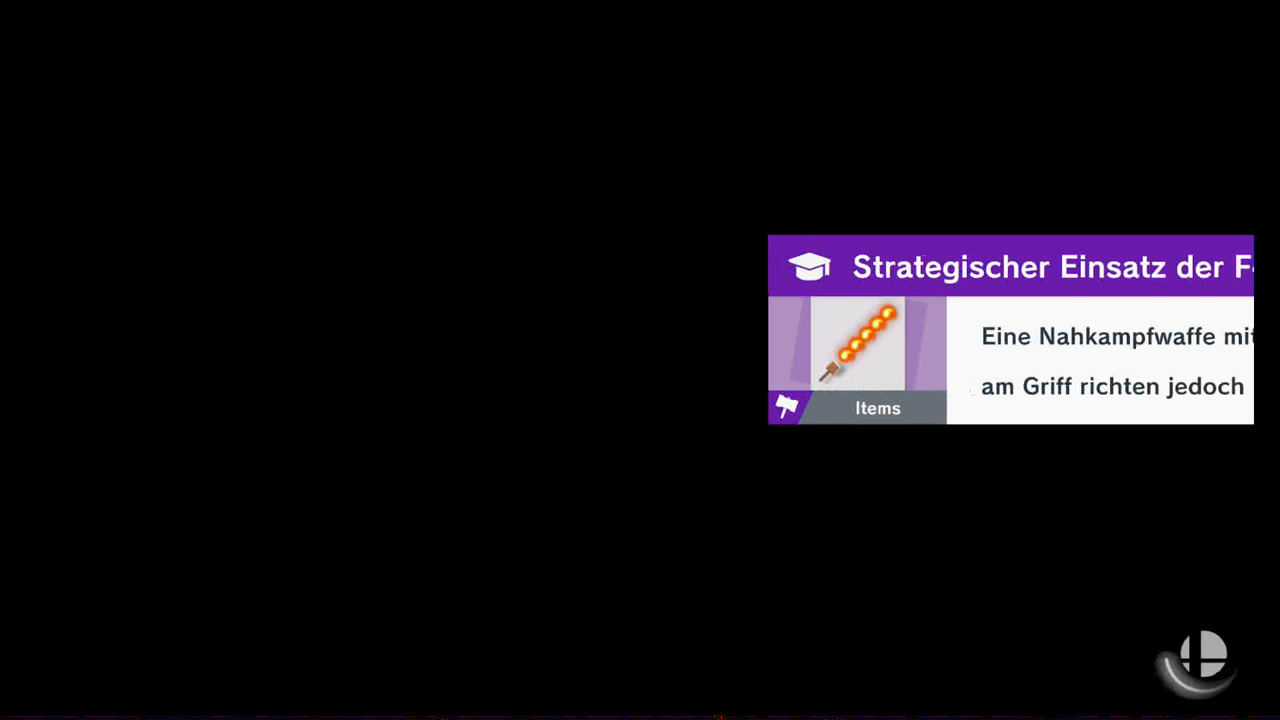 Strategischer Einsatz der F
Eine Nahkampfwaffe mit
am Griff richten jedoch
Items